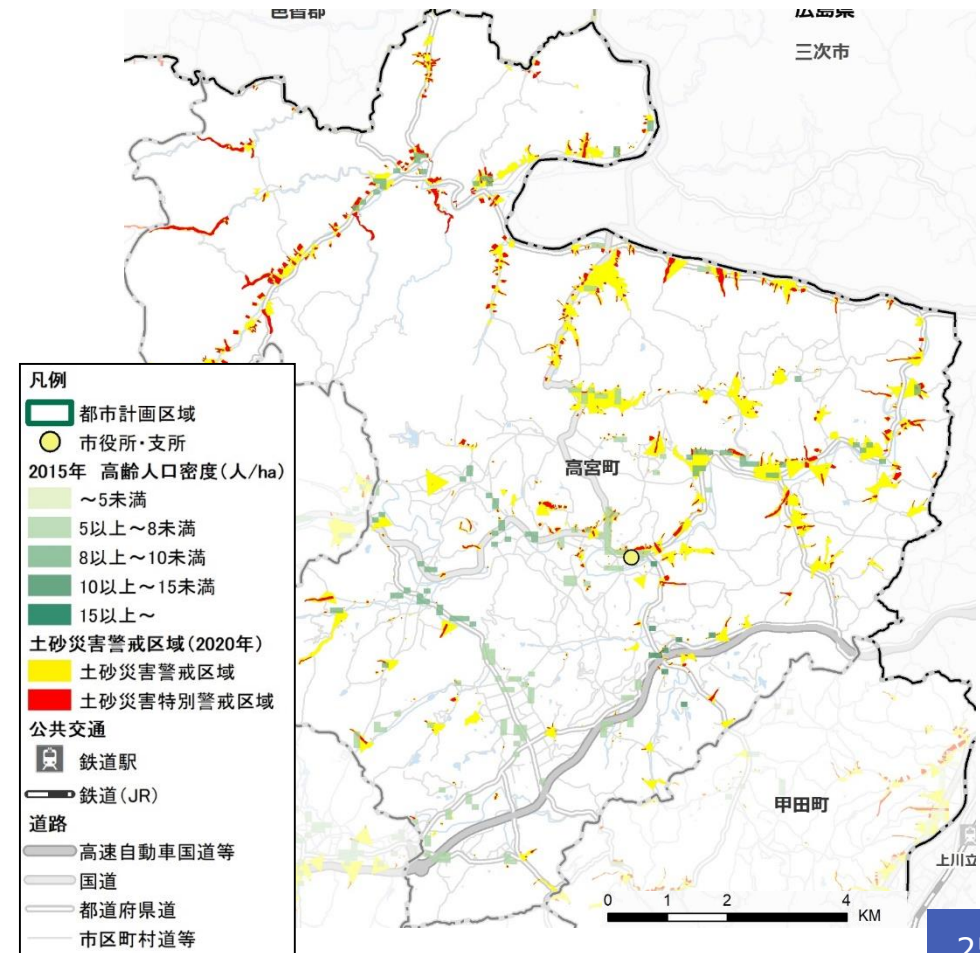 邑智郡
広島県
三次市
高宮町
甲田町
上川立
凡例
都市計画区域
市役所・支所
2015年 高齢人口密度(人/ha)
～5未満
5以上～8未満
8以上～10未満
10以上～15未満
15以上～
土砂災害警戒区域(2020年)
土砂災害警戒区域
土砂災害特別警戒区域
公共交通
鉄道駅
鉄道(JR)
道路
高速自動車国道等
国道
都道府県道
市区町村道等
0 1 2 4
KM
2